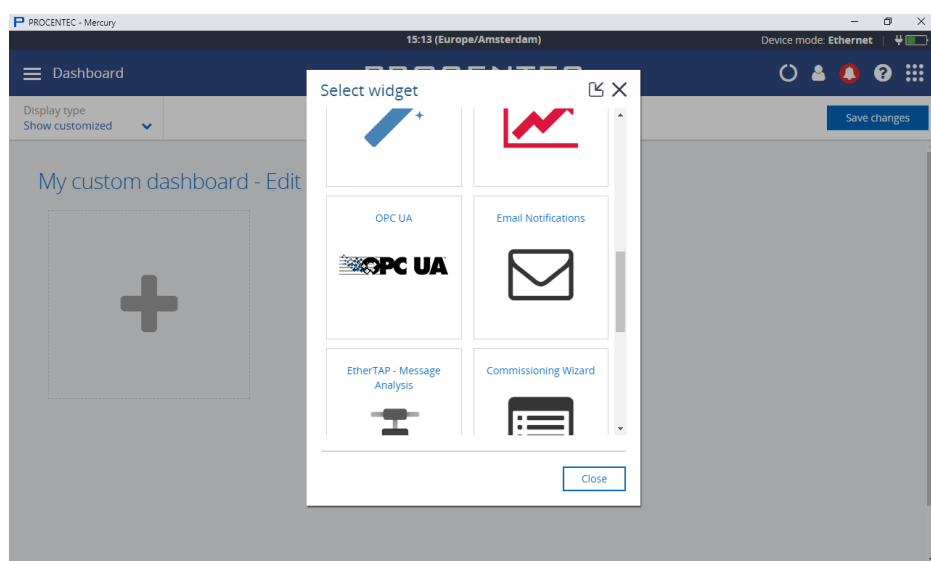 PROCENTEC - Mercury
15:13 (Europe/Amsterdam)
Device mode: Ethernet
Dashboard
PROCENTEC
Display type
Show customized
Save changes
My custom dashboard - Edit
Select widget
OPC UA
Email Notifications
OPC UA
EtherTAP - Message
Analysis
Commissioning Wizard
Close